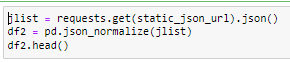 jlist = requests.get(static_json_url).json()
df2 = pd.json_normalize(jlist)
df2.head()